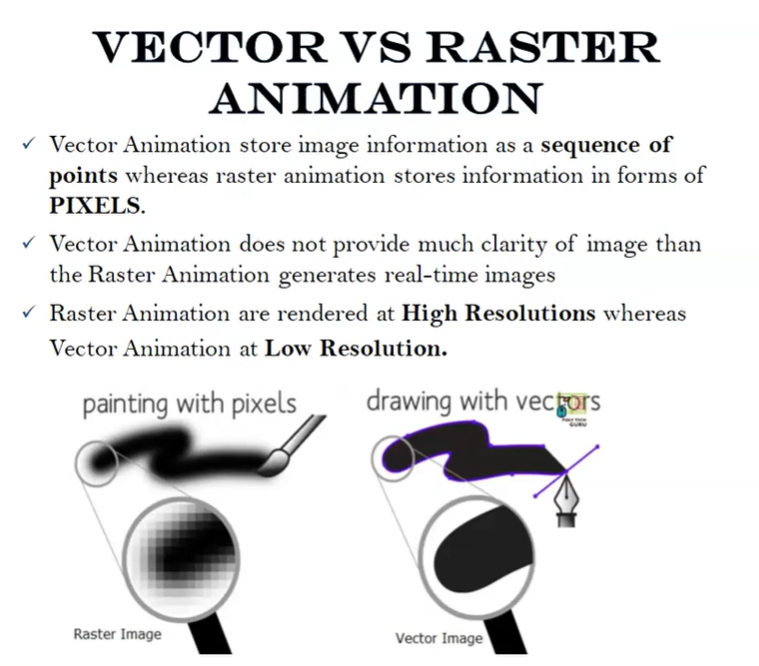 VECTOR VS RASTER
ANIMATION
✓ Vector Animation store image information as a sequence of
points whereas raster animation stores information in forms of
PIXELS.
✓ Vector Animation does not provide much clarity of image than
the Raster Animation generates real-time images
✓ Raster Animation are rendered at High Resolutions whereas
Vector Animation at Low Resolution.
painting with pixels
drawing with vectors
Raster Image
Vector Image